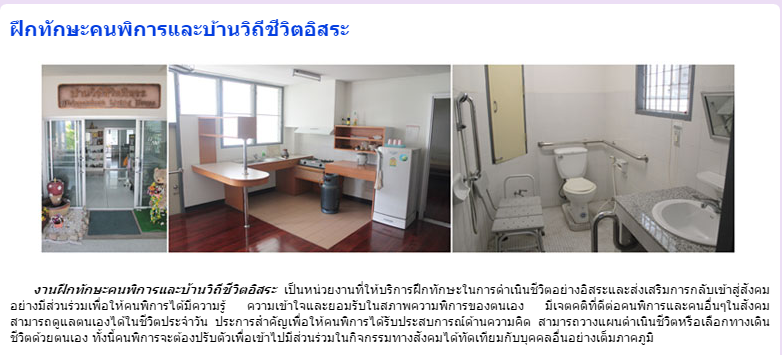 ฝึกทักษะคนพิการและบ้านวิถีชีวิตอิสระ
บ้านวิถีชีวิตอิสระ
Independent Living House
งานฝึกทักษะคนพิการและบ้านวิถีชีวิตอิสระ เป็นหน่วยงานที่ให้บริการฝึกทักษะในการดำเนินชีวิตอย่างอิสระและส่งเสริมการกลับเข้าสู่สังคม
อย่างมีส่วนร่วมเพื่อให้คนพิการได้มีความรู้ ความเข้าใจและยอมรับในสภาพความพิการของตนเอง มีเจตคติที่ดีต่อคนพิการและคนอื่นๆในสังคม
สามารถดูแลตนเองได้ในชีวิตประจำวัน ประการสำคัญเพื่อให้คนพิการได้รับประสบการณ์ด้านความคิด สามารถวางแผนดำเนินชีวิตหรือเลือกทางเดิน
ชีวิตด้วยตนเอง ทั้งนี้คนพิการจะต้องปรับตัวเพื่อเข้าไปมีส่วนร่วมในกิจกรรมทางสังคมได้ทัดเทียมกับบุคคลอื่นอย่างเต็มภาคภูมิ